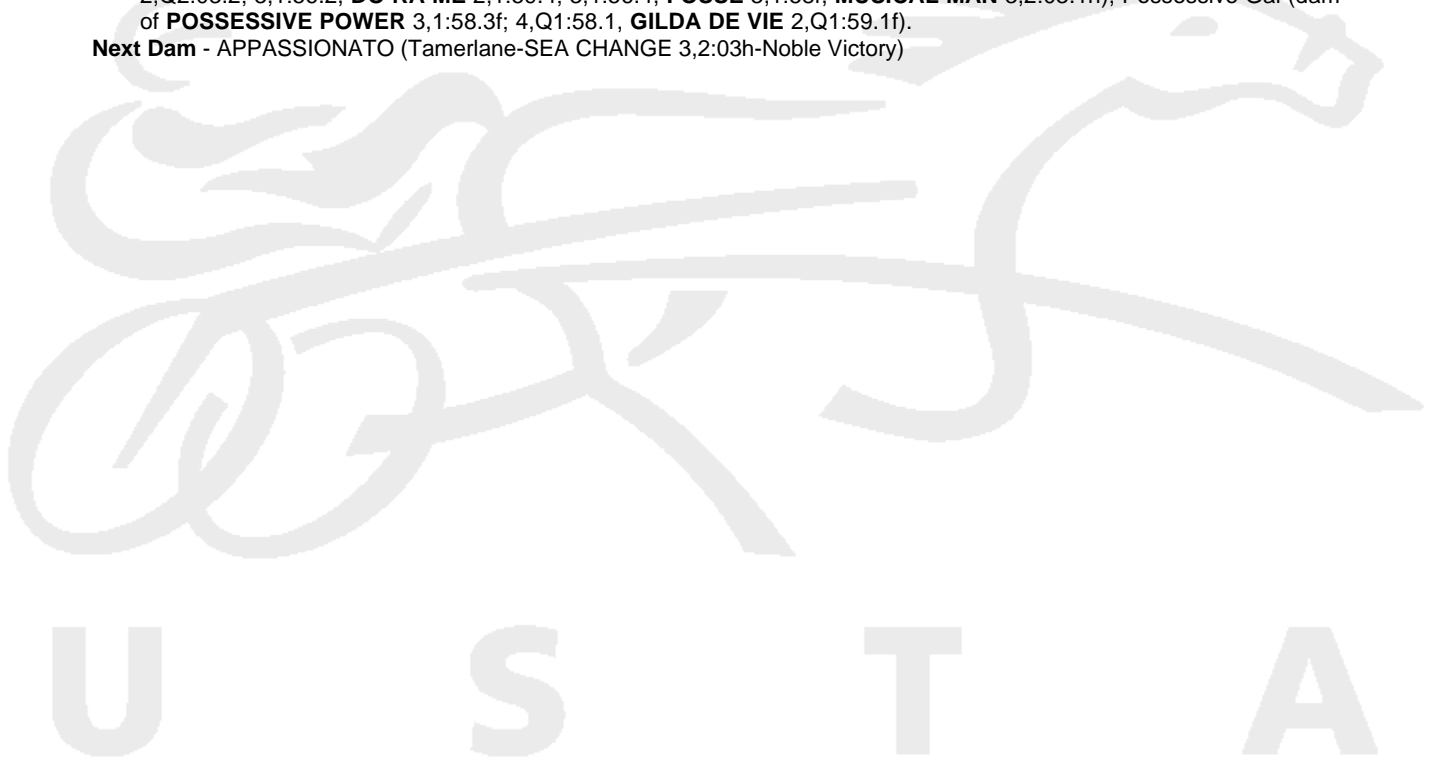 of POSSESSIVE POWER 3,1:58.3f; 4,Q1:58.1, GILDA DE VIE 2,Q1:59.1f).
Next Dam - APPASSIONATO (Tamerlane-SEA CHANGE 3,2:03h-Noble Victory)
U S T A